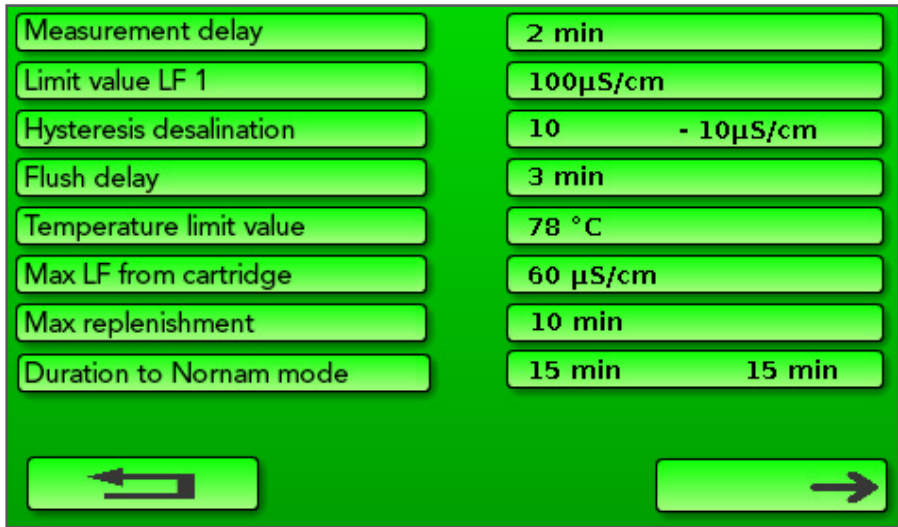 Measurement delay 2 min
Limit value LF 1 100µS/cm
Hysteresis desalination 10 - 10µS/cm
Flush delay 3 min
Temperature limit value 78 °C
Max LF from cartridge 60 µS/cm
Max replenishment 10 min
Duration to Nornam mode 15 min 15 min